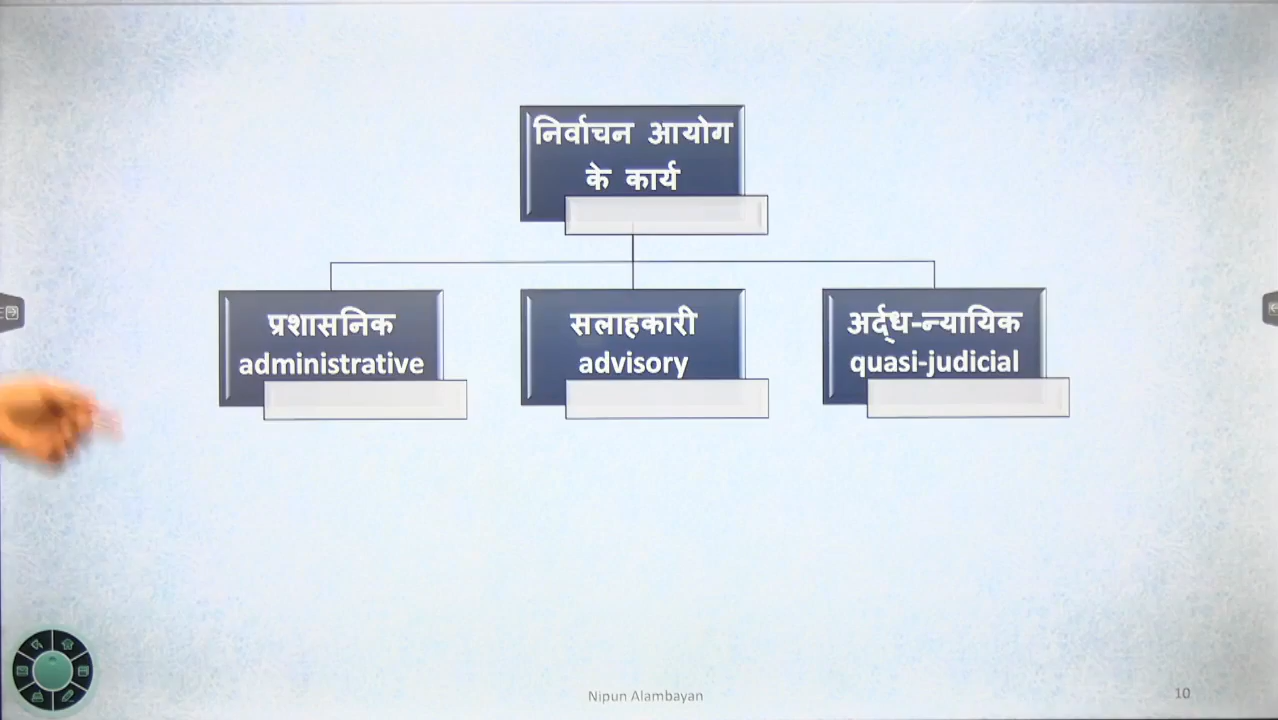 निर्वाचन आयोग
के कार्य
प्रशासनिक
administrative
सलाहकारी
advisory
अर्द्ध-न्यायिक
quasi-judicial
Nipun Alambayan
10